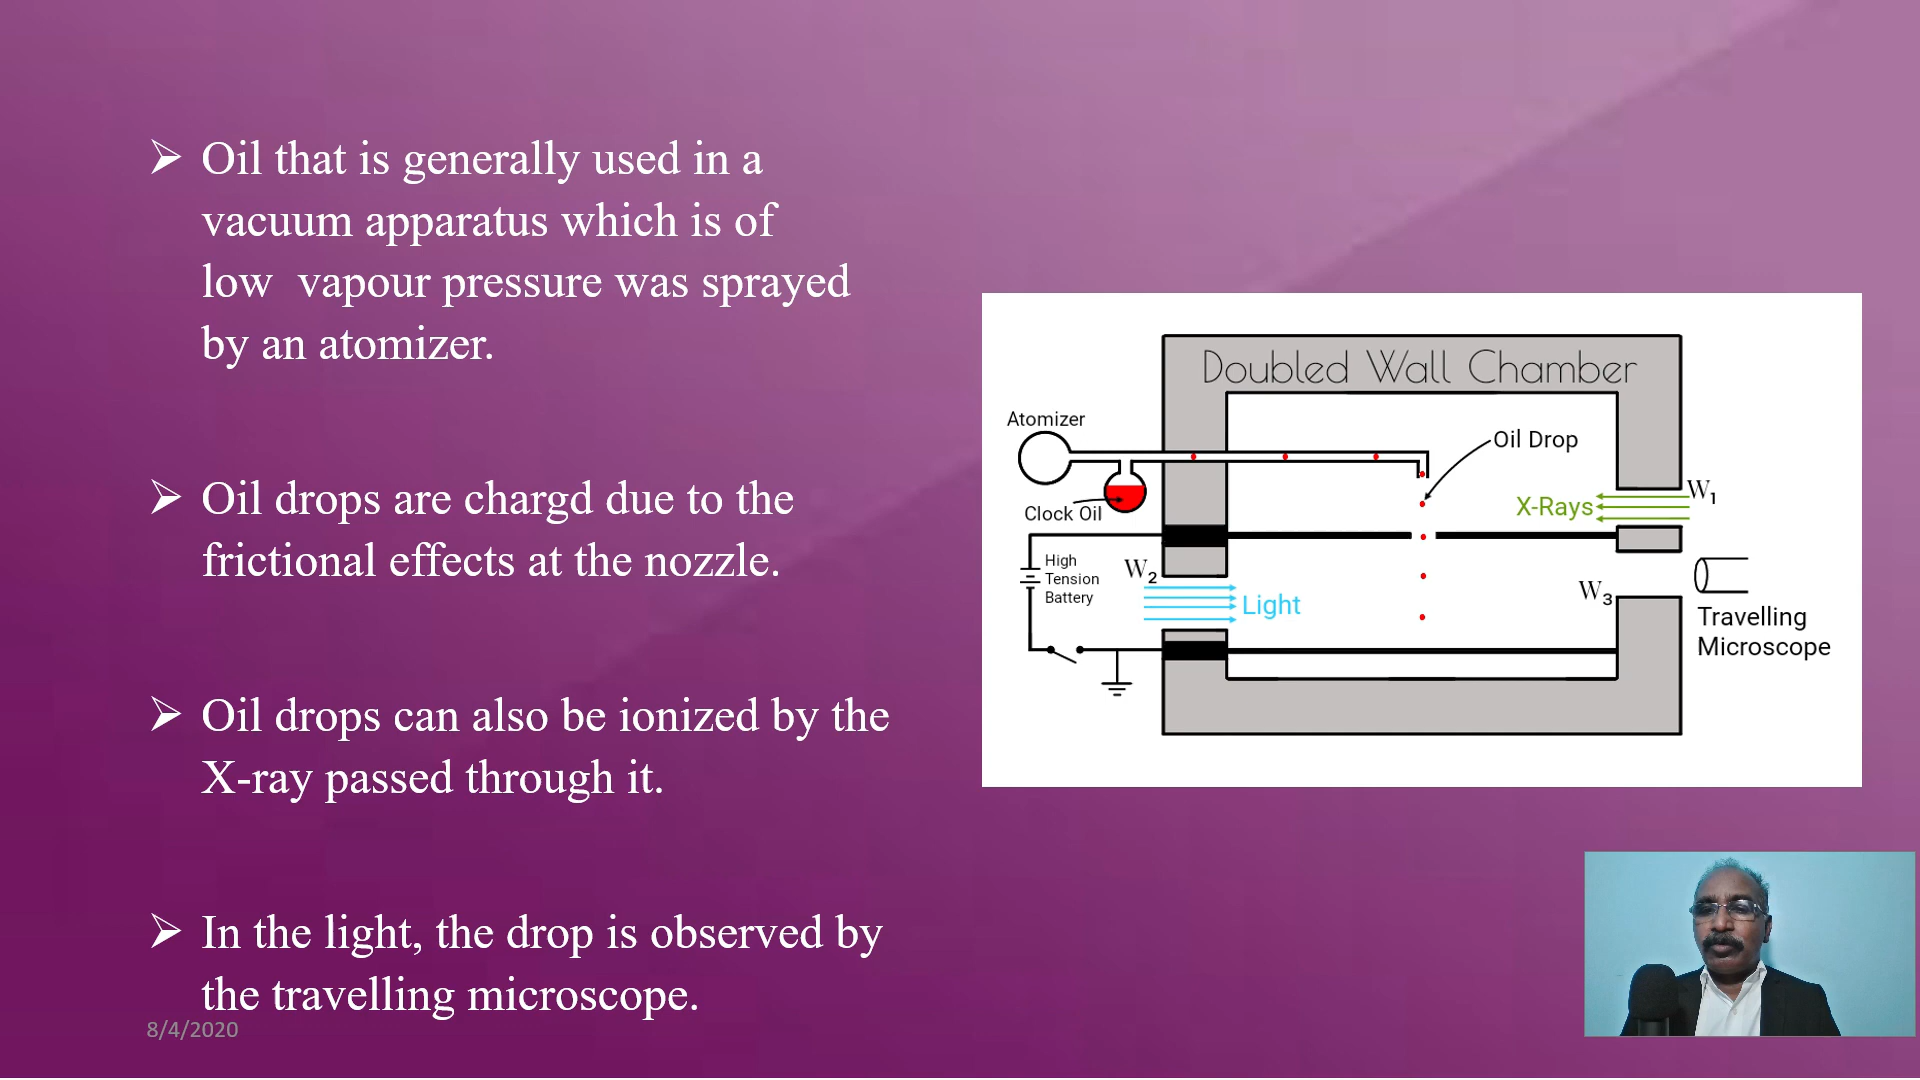 Oil that is generally used in a
vacuum apparatus which is of
low  vapour pressure was sprayed
by an atomizer.
Oil drops are chargd due to the
frictional effects at the nozzle.
Oil drops can also be ionized by the
X-ray passed through it.
In the light, the drop is observed by
the travelling microscope.
8/4/2020
Doubled Wall Chamber
Atomizer
Oil Drop
W1
X-Rays
Clock Oil
High
Tension
Battery
W2
Light
W3
Travelling
Microscope